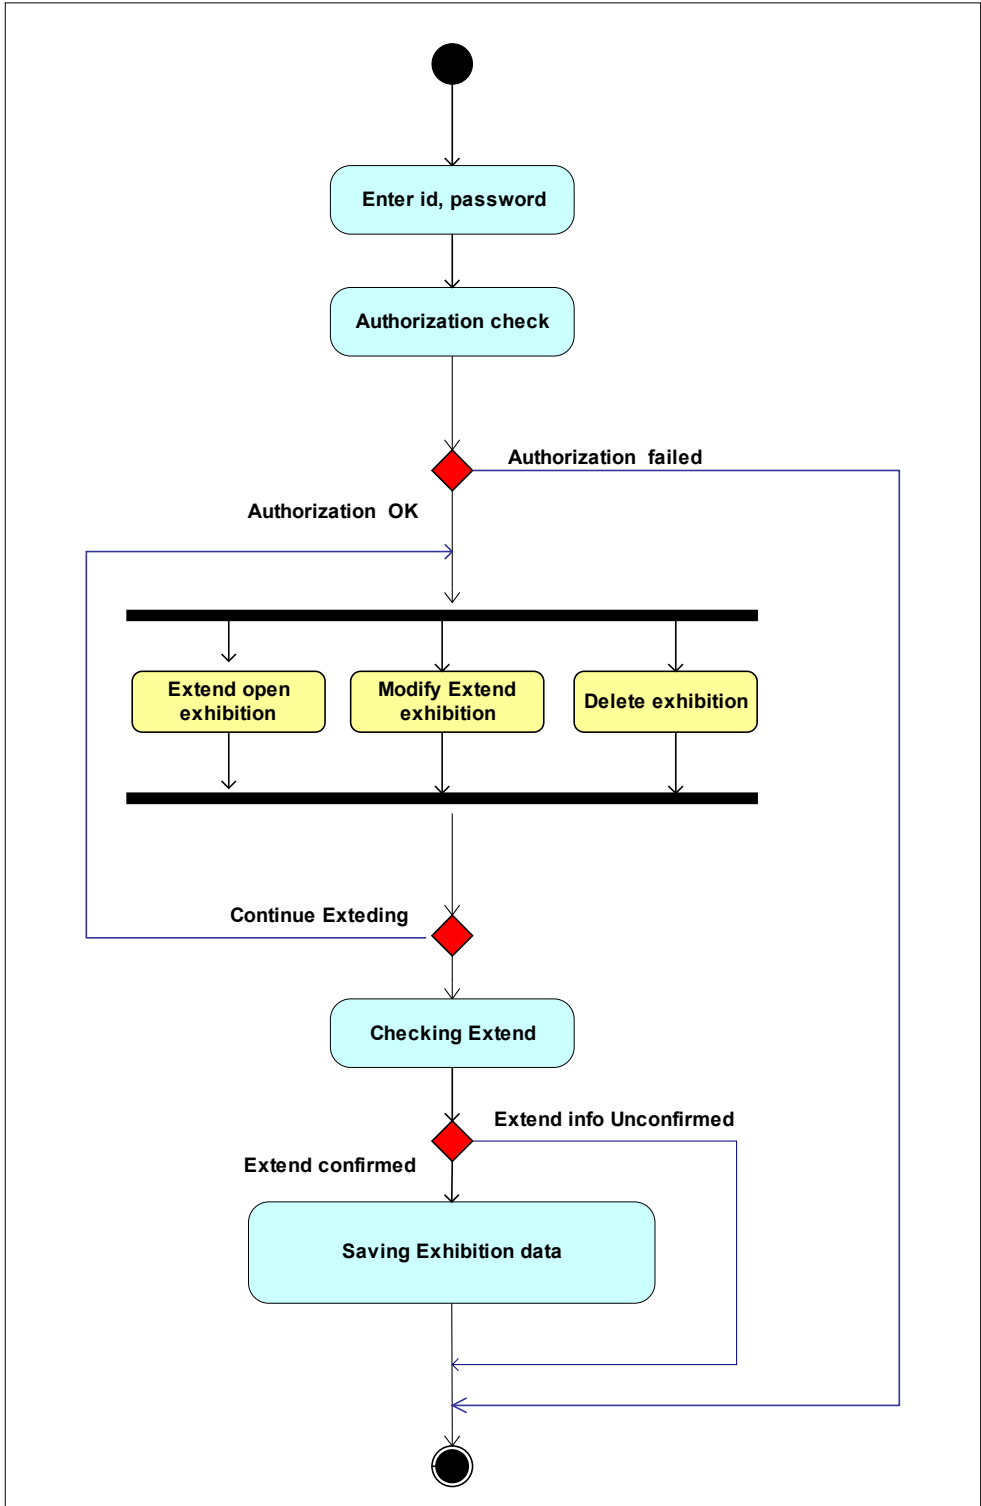 Enter id, password
Authorization check
Authorization  failed
Authorization  OK
Extend open
exhibition
Modify Extend
exhibition
Delete exhibition
Continue Exteding
Checking Extend
Extend info Unconfirmed
Extend confirmed
Saving Exhibition data